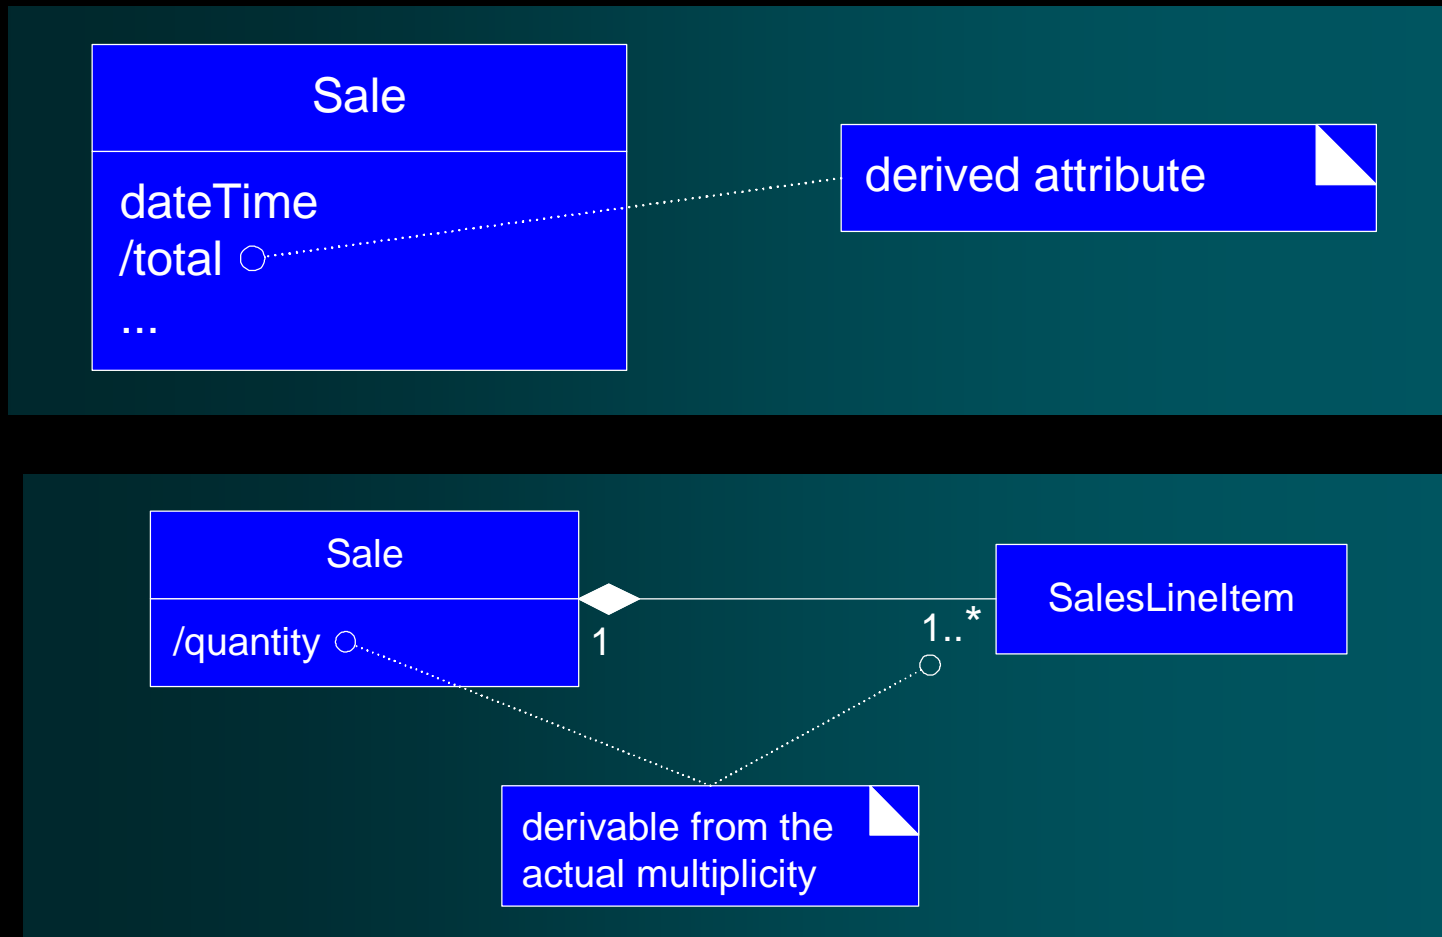 Sale
dateTime
/total
...
derived attribute
Sale
/quantity
1
1..*
SalesLineItem
derivable from the
actual multiplicity